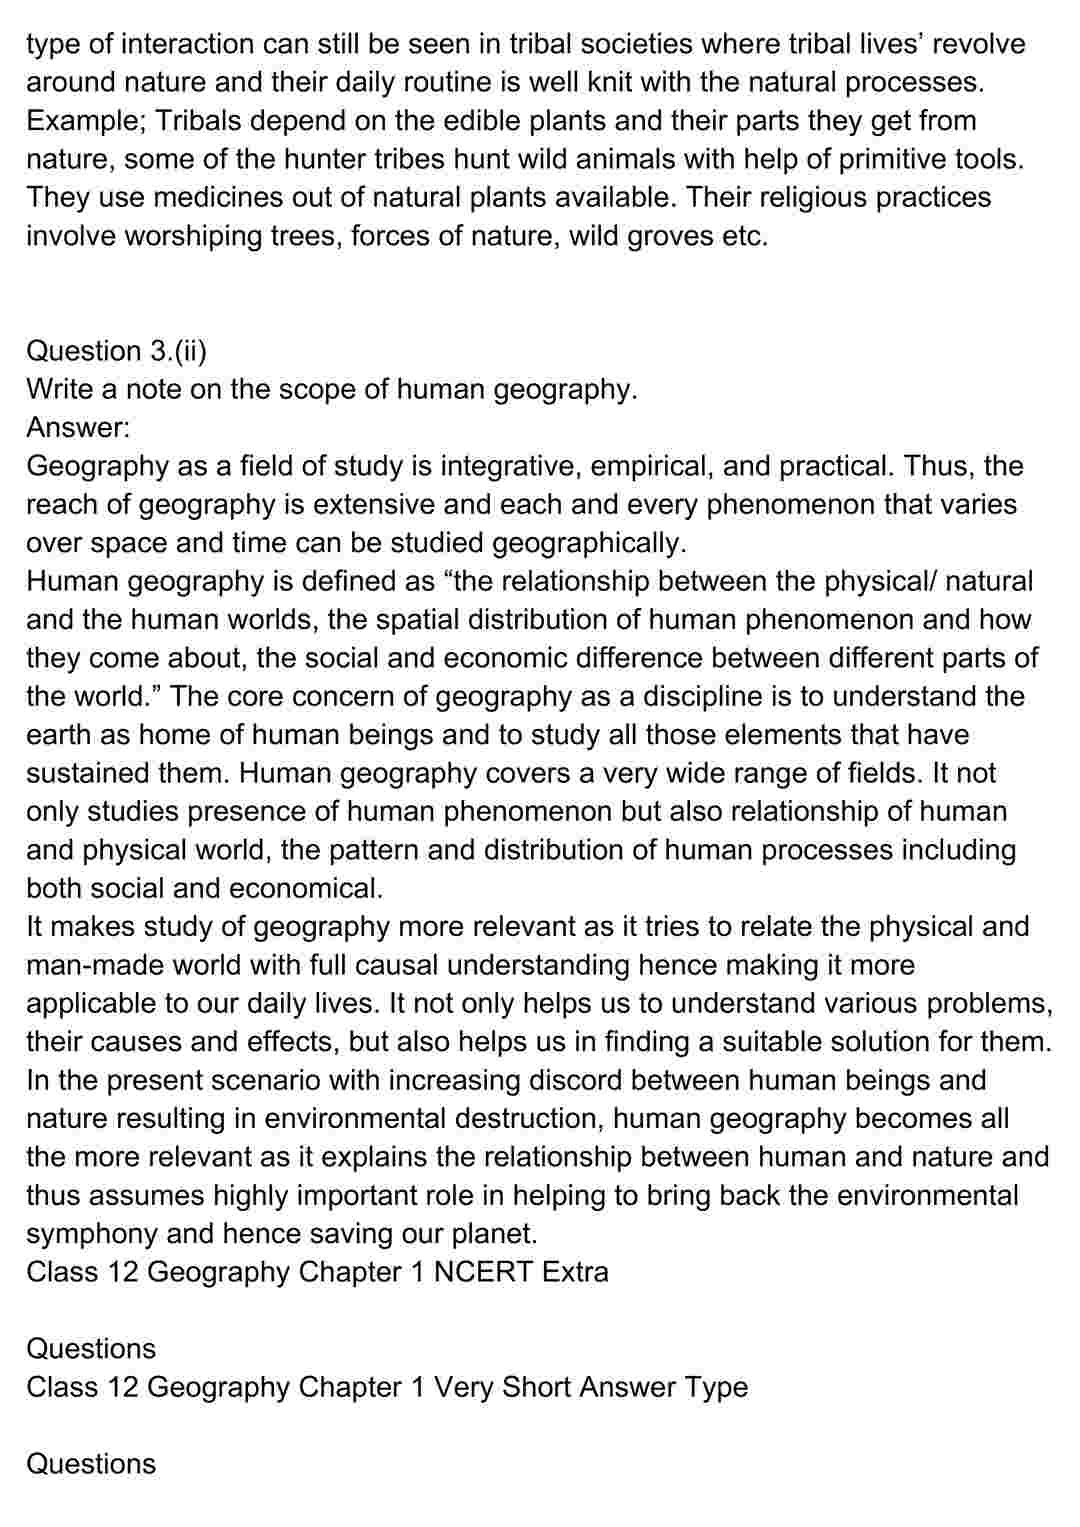 type of interaction can still be seen in tribal societies where tribal lives’ revolve
around nature and their daily routine is well knit with the natural processes.
Example; Tribals depend on the edible plants and their parts they get from
nature, some of the hunter tribes hunt wild animals with help of primitive tools.
They use medicines out of natural plants available. Their religious practices
involve worshiping trees, forces of nature, wild groves etc.
Question 3.(ii)
Write a note on the scope of human geography.
Answer:
Geography as a field of study is integrative, empirical, and practical. Thus, the
reach of geography is extensive and each and every phenomenon that varies
over space and time can be studied geographically.
Human geography is defined as “the relationship between the physical/ natural
and the human worlds, the spatial distribution of human phenomenon and how
they come about, the social and economic difference between different parts of
the world.” The core concern of geography as a discipline is to understand the
earth as home of human beings and to study all those elements that have
sustained them. Human geography covers a very wide range of fields. It not
only studies presence of human phenomenon but also relationship of human
and physical world, the pattern and distribution of human processes including
both social and economical.
It makes study of geography more relevant as it tries to relate the physical and
man-made world with full causal understanding hence making it more
applicable to our daily lives. It not only helps us to understand various problems,
their causes and effects, but also helps us in finding a suitable solution for them.
In the present scenario with increasing discord between human beings and
nature resulting in environmental destruction, human geography becomes all
the more relevant as it explains the relationship between human and nature and
thus assumes highly important role in helping to bring back the environmental
symphony and hence saving our planet.
Class 12 Geography Chapter 1 NCERT Extra
Questions
Class 12 Geography Chapter 1 Very Short Answer Type
Questions